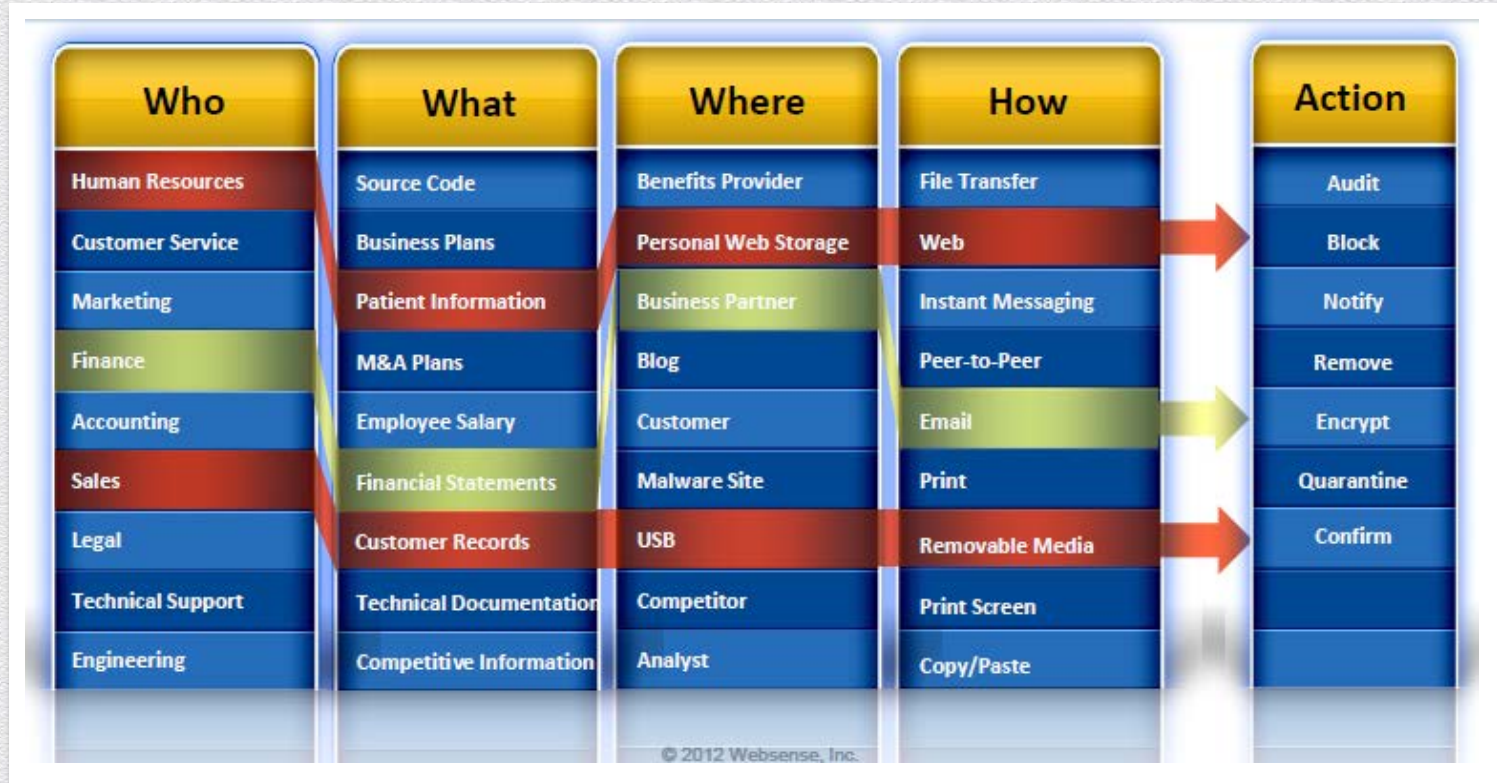 Who What Where How Action
Human Resources Source Code Benefits Provider File Transfer Audit
Customer Service Business Plans Personal Web Storage Web Block
Marketing Patient Information Business Partner Instant Messaging Notify
Finance M&A Plans Blog Peer-to-Peer Remove
Accounting Employee Salary Customer Email Encrypt
Sales Financial Statements Malware Site Print Quarantine
Legal Customer Records USB Removable Media Confirm
Technical Support Technical Documentation Competitor Print Screen
Engineering Competitive Information Analyst Copy/Paste
© 2012 Websense, Inc.